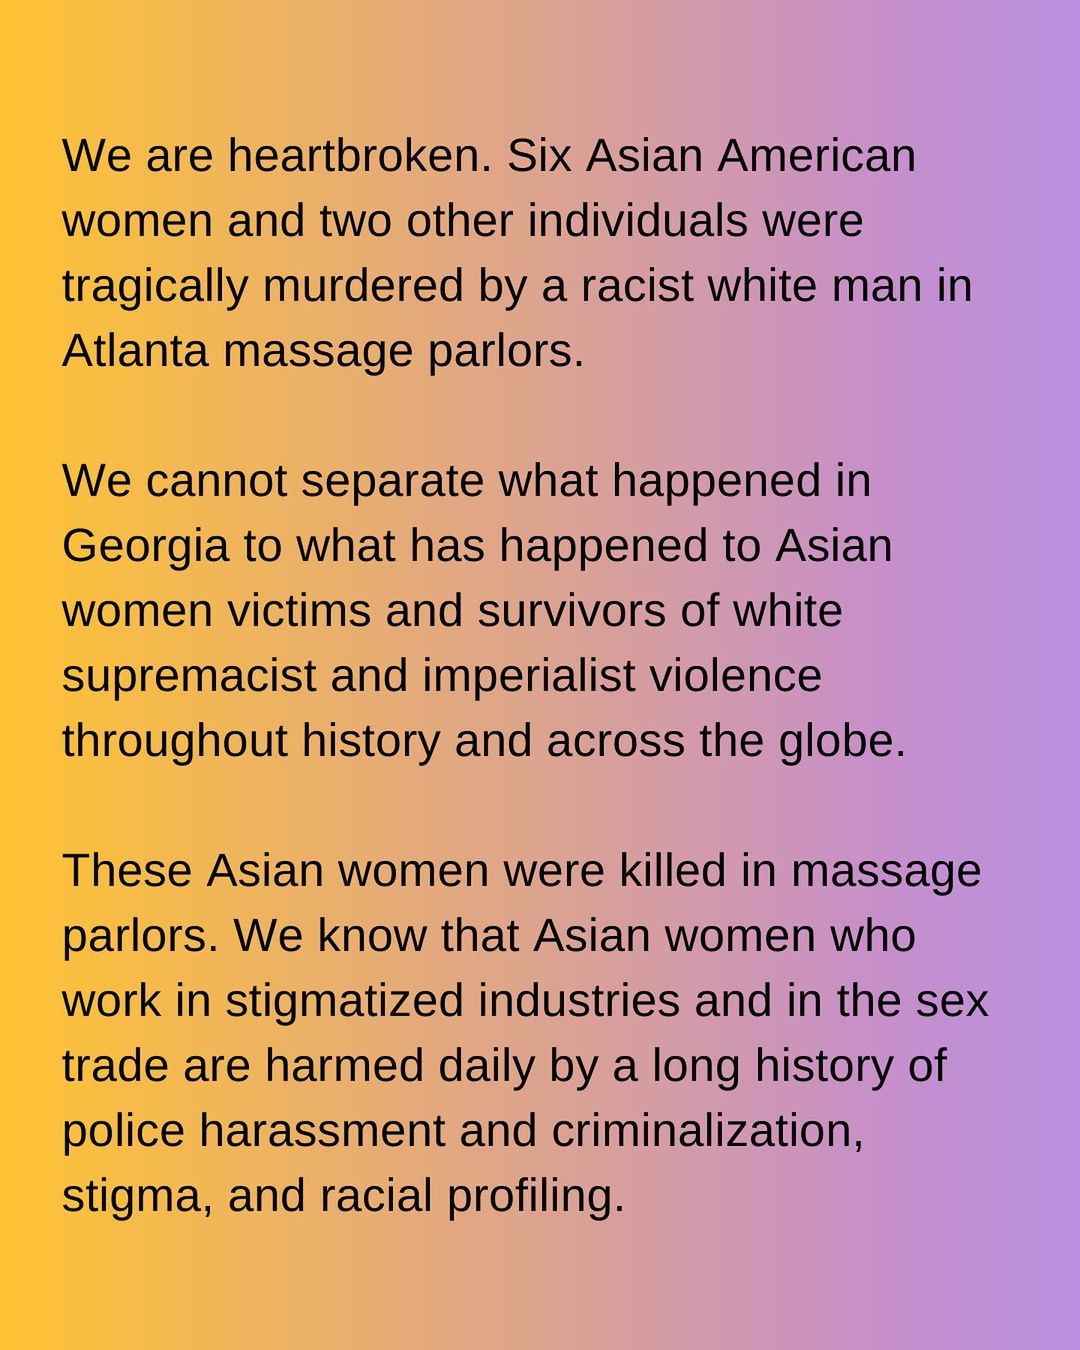 We are heartbroken. Six Asian American
women and two other individuals were
tragically murdered by a racist white man in
Atlanta massage parlors.
We cannot separate what happened in
Georgia to what has happened to Asian
women victims and survivors of white
supremacist and imperialist violence
throughout history and across the globe.
These Asian women were killed in massage
parlors. We know that Asian women who
work in stigmatized industries and in the sex
trade are harmed daily by a long history of
police harassment and criminalization,
stigma, and racial profiling.